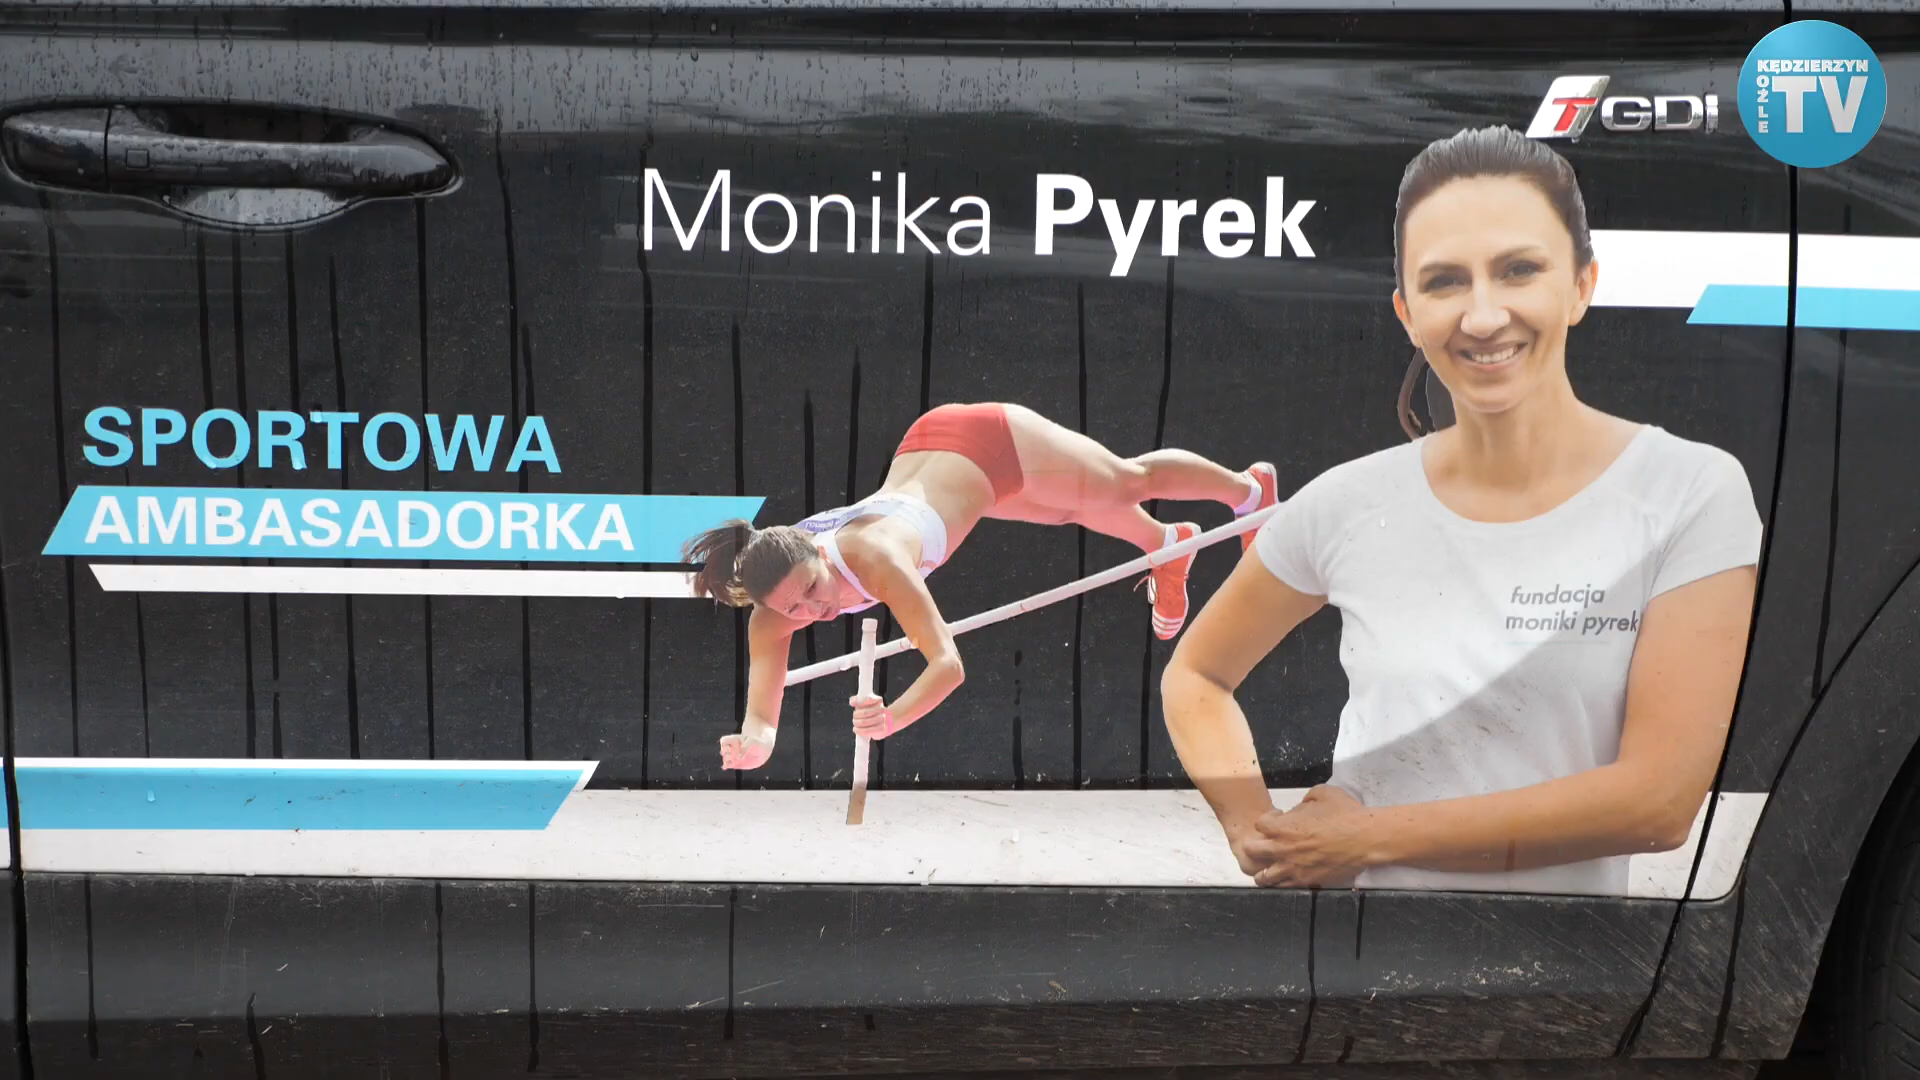 KĘDZIERZYN
KOŹLE
TV
TGDi
Monika Pyrek
SPORTOWA
AMBASADORKA
fundacja
moniki pyrek